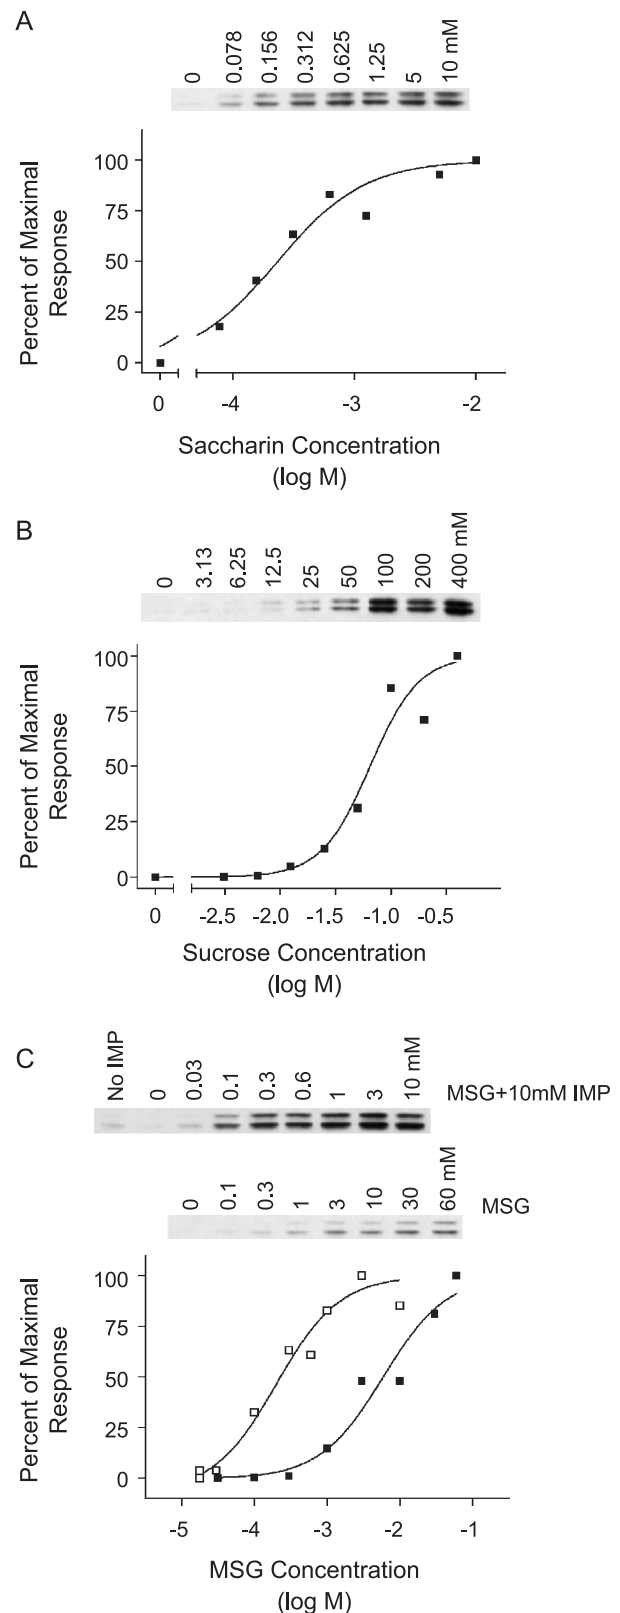 A
0 0.078 0.156 0.312 0.625 1.25 5 10 mM
100
75
50
25
0
Percent of Maximal
Response
0 -4 -3 -2
Saccharin Concentration
(log M)
B
0 3.13 6.25 12.5 25 50 100 200 400 mM
100
75
50
25
0
Percent of Maximal
Response
0 -2.5 -2.0 -1.5 -1.0 -0.5
Sucrose Concentration
(log M)
C
No IMP 0 0.03 0.1 0.3 0.6 1 3 10 mM
MSG+10mM IMP
0 0.1 0.3 1 3 10 30 60 mM
MSG
100
75
50
25
0
Percent of Maximal
Response
-5 -4 -3 -2 -1
MSG Concentration
(log M)